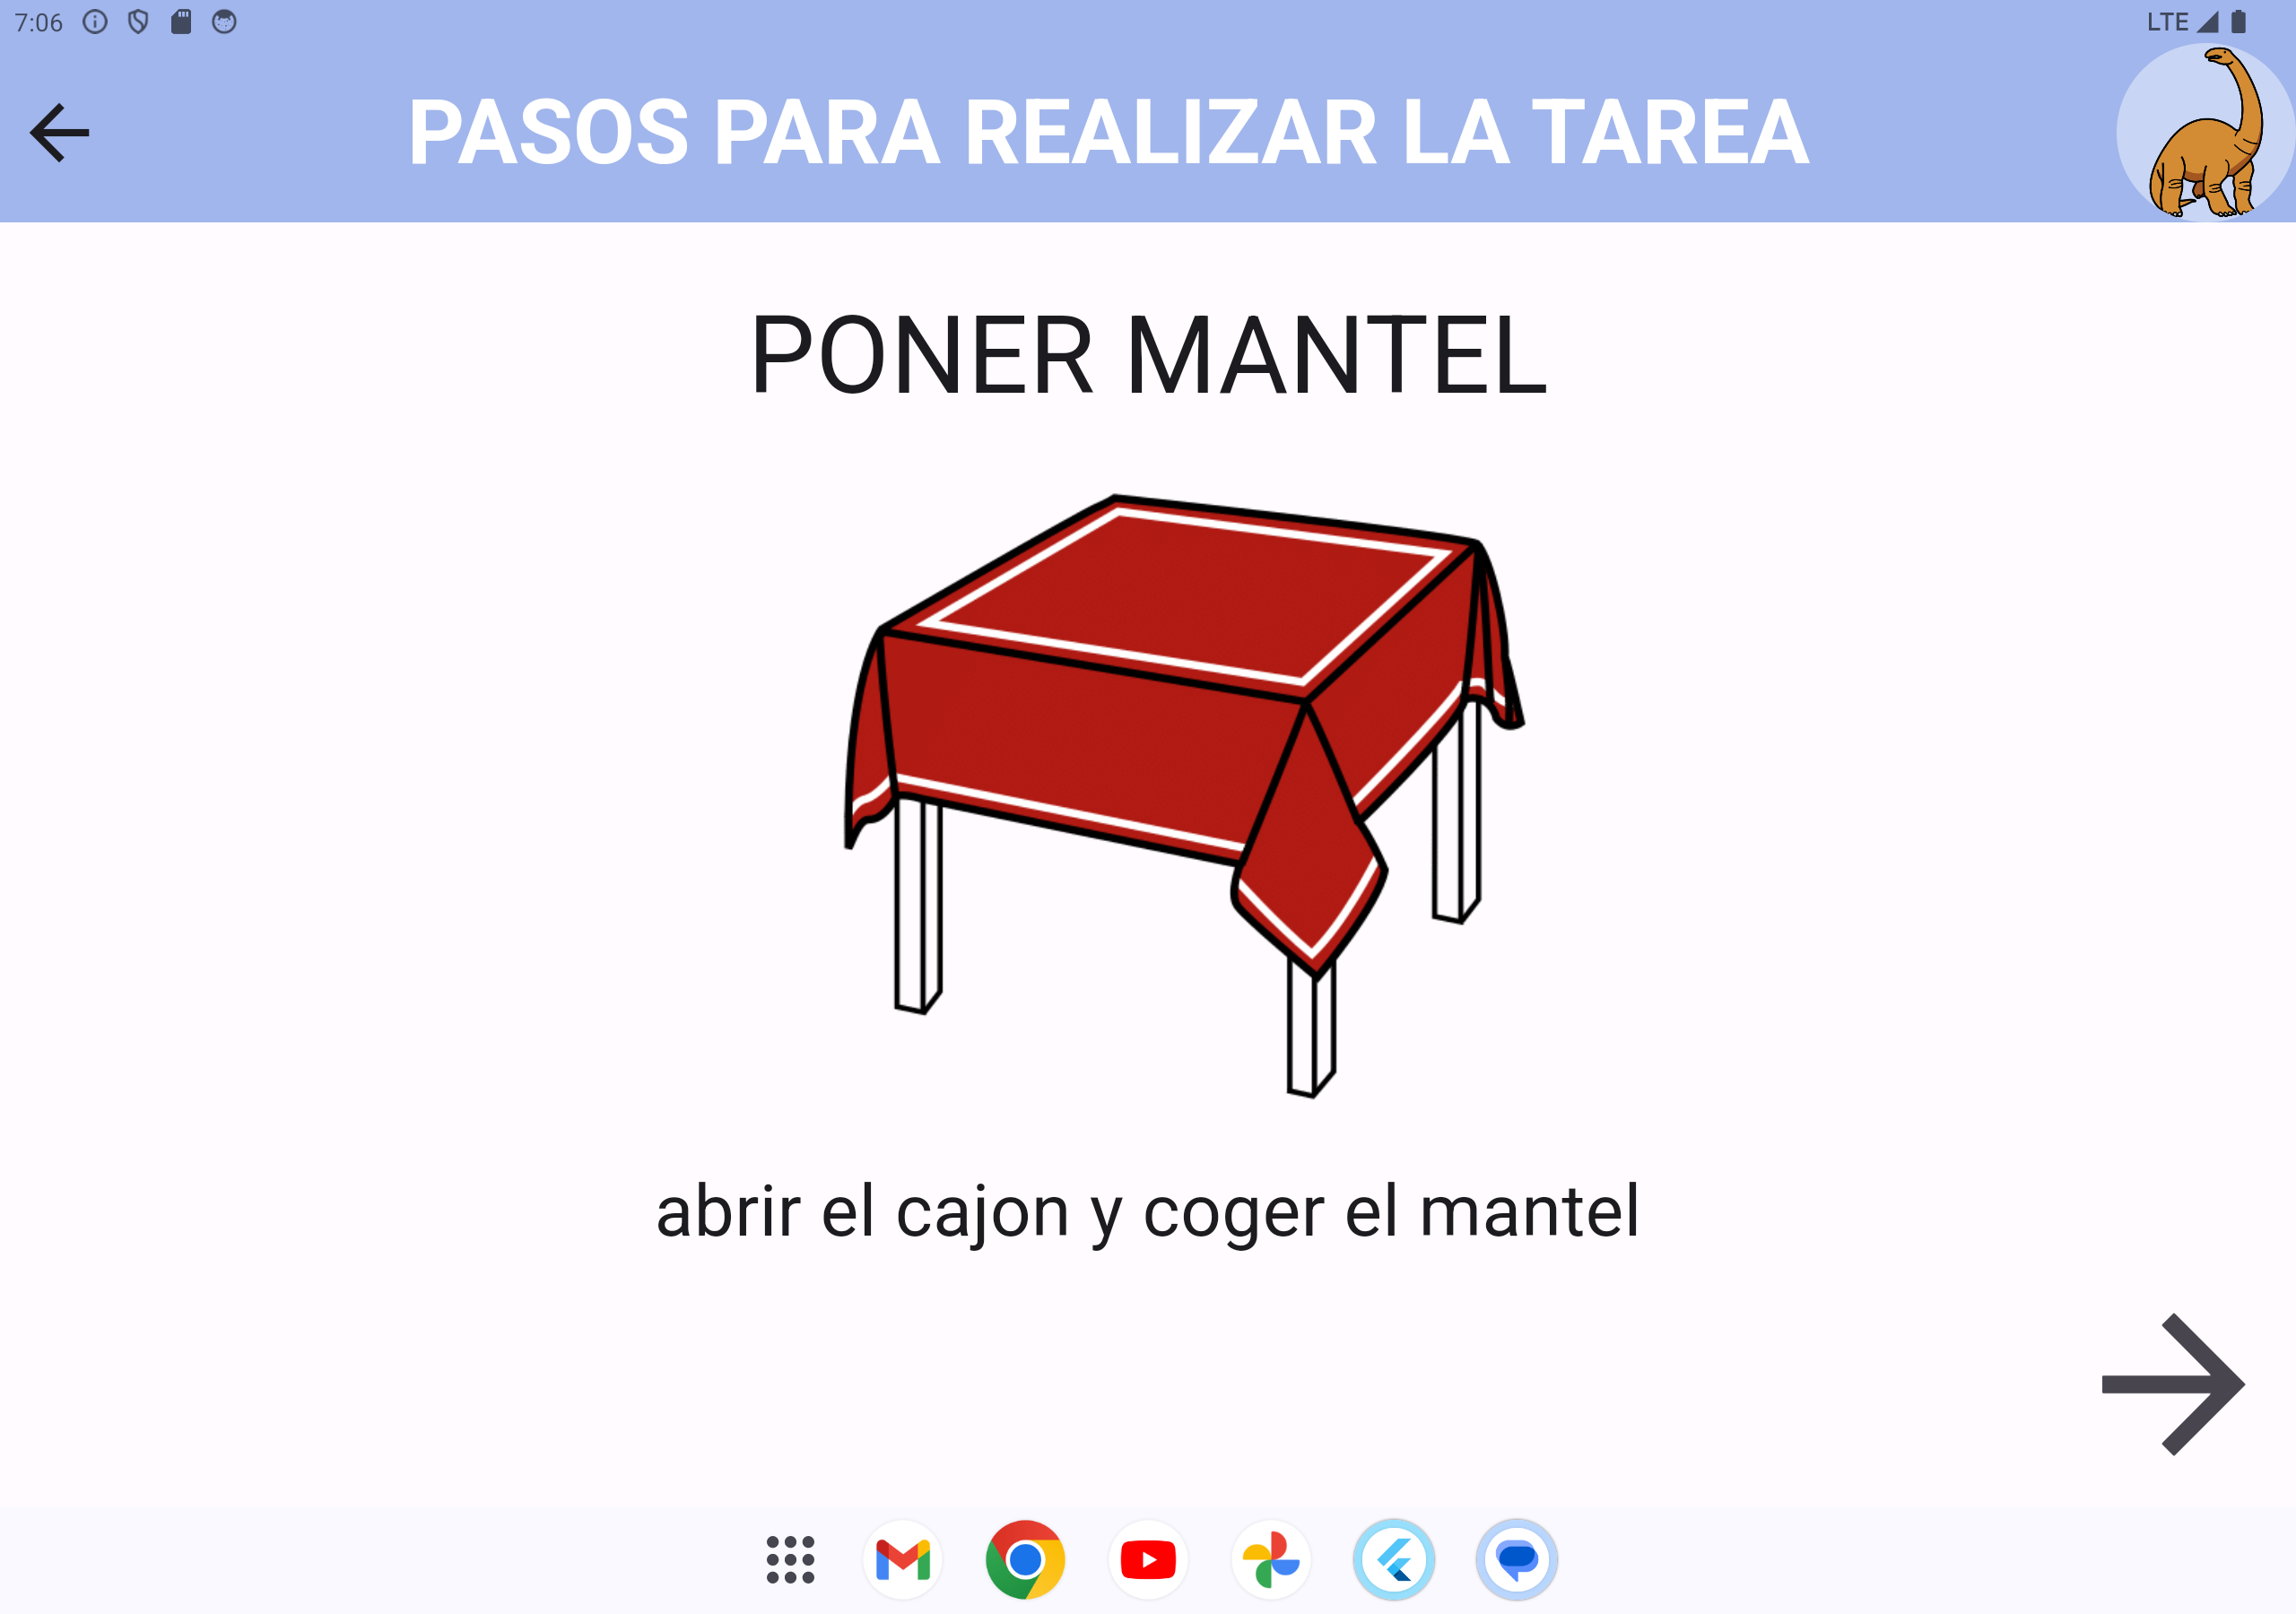 7:06
LTE
PASOS PARA REALIZAR LA TAREA
PONER MANTEL
abrir el cajon y coger el mantel